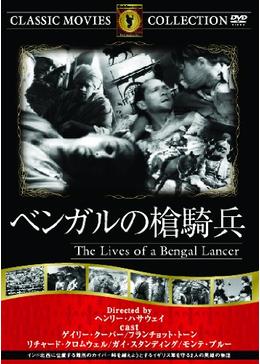 CLASSIC MOVIES COLLECTION DVD
VIDEO
ベンガルの槍騎兵
The Lives of a Bengal Lancer
Directed by
ヘンリー・ハサウェイ
cast
ゲイリー・クーパー/フランチョット・トーン
リチャード・クロムウェル/ガイ・スタンディング/モンテ・ブルー